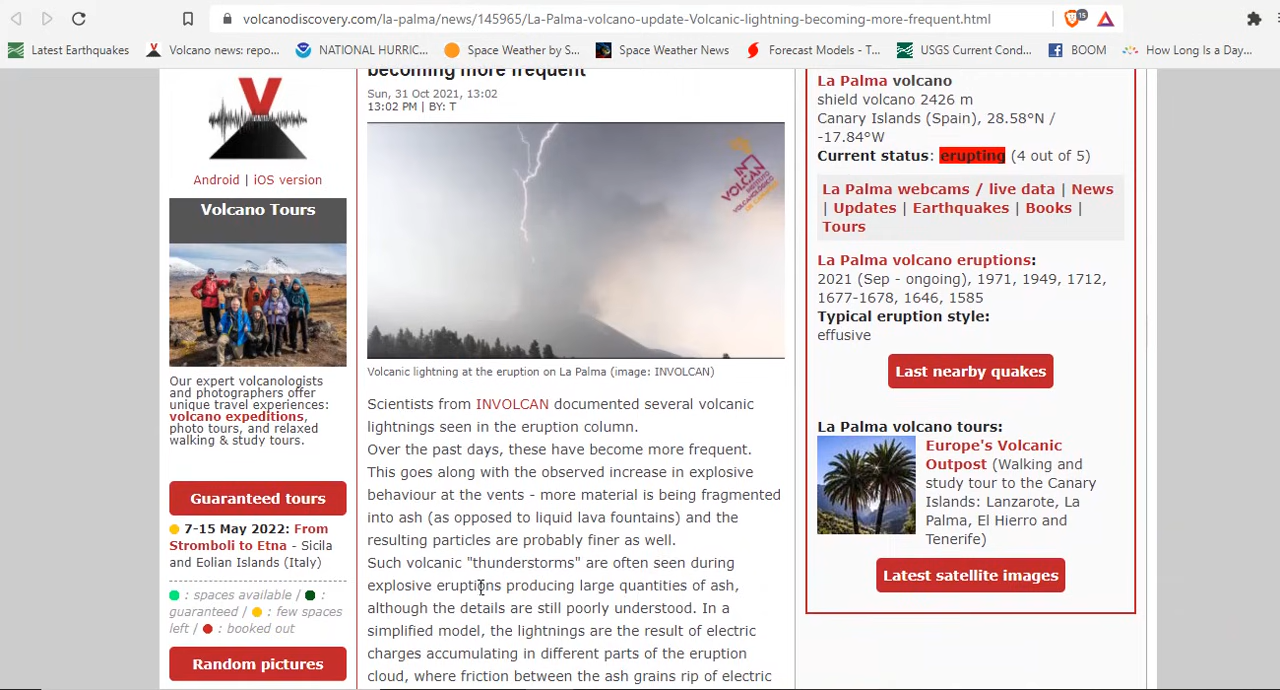 volcanodiscovery.com/la-palma/news/145965/La-Palma-volcano-update-Volcanic-lightning-becoming-more-frequent.html
15
Latest Earthquakes
Volcano news: repo...
NATIONAL HURRIC...
Space Weather by S...
Space Weather News
Forecast Models - T...
USGS Current Cond...
BOOM
How Long Is a Day...
Android | iOS version
Volcano Tours
Our expert volcanologists
and photographers offer
unique travel experiences:
volcano expeditions,
photo tours, and relaxed
walking & study tours.
Guaranteed tours
7-15 May 2022: From
Stromboli to Etna - Sicila
and Eolian Islands (Italy)
: spaces available / :
guaranteed / : few spaces
left / : booked out
Random pictures
becoming more frequent
Sun, 31 Oct 2021, 13:02
13:02 PM | BY: T
INVOLCAN
INSTITUTO
VOLCANOLÓGICO
DE CANARIAS
Volcanic lightning at the eruption on La Palma (image: INVOLCAN)
Scientists from INVOLCAN documented several volcanic
lightnings seen in the eruption column.
Over the past days, these have become more frequent.
This goes along with the observed increase in explosive
behaviour at the vents - more material is being fragmented
into ash (as opposed to liquid lava fountains) and the
resulting particles are probably finer as well.
Such volcanic "thunderstorms" are often seen during
explosive eruptions producing large quantities of ash,
although the details are still poorly understood. In a
simplified model, the lightnings are the result of electric
charges accumulating in different parts of the eruption
cloud, where friction between the ash grains rip of electric
La Palma volcano
shield volcano 2426 m
Canary Islands (Spain), 28.58°N /
-17.84°W
Current status: erupting (4 out of 5)
La Palma webcams / live data | News
| Updates | Earthquakes | Books |
Tours
La Palma volcano eruptions:
2021 (Sep - ongoing), 1971, 1949, 1712,
1677-1678, 1646, 1585
Typical eruption style:
effusive
Last nearby quakes
La Palma volcano tours:
Europe's Volcanic
Outpost (Walking and
study tour to the Canary
Islands: Lanzarote, La
Palma, El Hierro and
Tenerife)
Latest satellite images